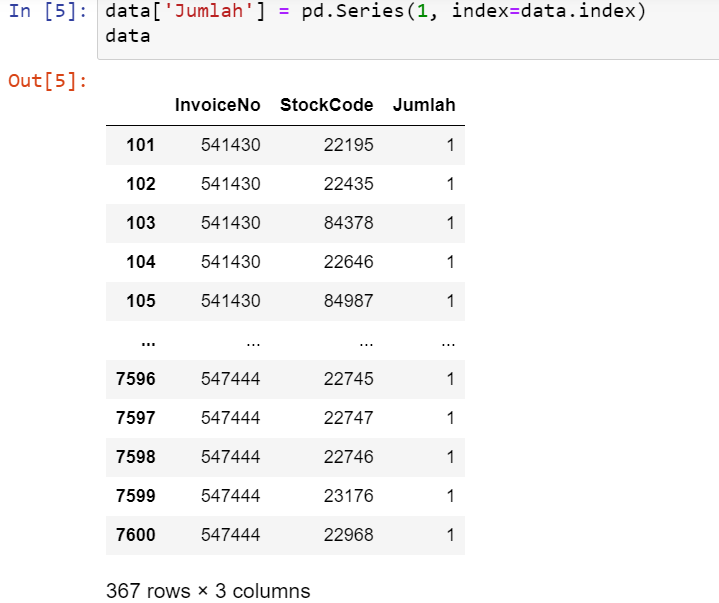 In [5]: data['Jumlah'] = pd.Series(1, index=data.index)
data
Out[5]:
InvoiceNo StockCode Jumlah
101 541430 22195 1
102 541430 22435 1
103 541430 84378 1
104 541430 22646 1
105 541430 84987 1
... ... ... ...
7596 547444 22745 1
7597 547444 22747 1
7598 547444 22746 1
7599 547444 23176 1
7600 547444 22968 1
367 rows × 3 columns